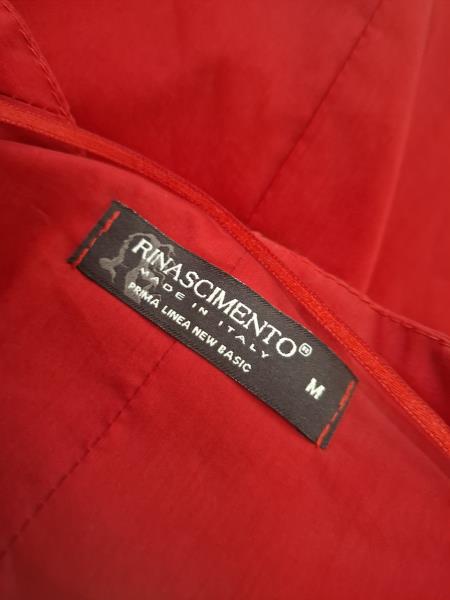 RINASCIMENTO®
MADE IN ITALY
PRIMA LINEA NEW BASIC
M